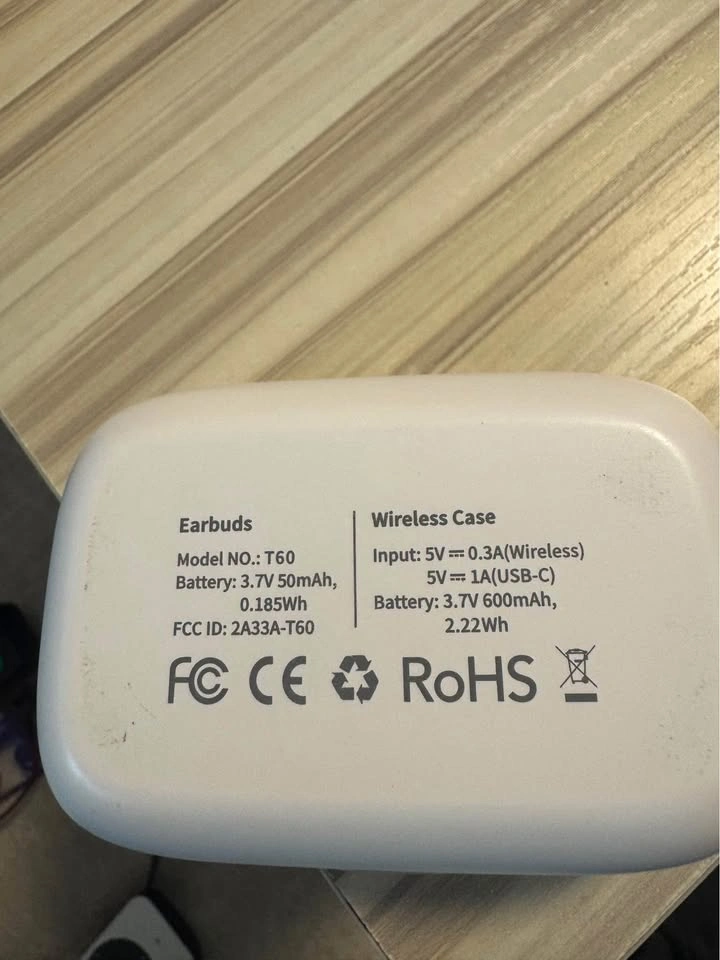 Earbuds
Model NO.: T60
Battery: 3.7V 50mAh,
0.185Wh
FCC ID: 2A33A-T60
Wireless Case
Input: 5V⎓0.3A(Wireless)
5V⎓1A(USB-C)
Battery: 3.7V 600mAh,
2.22Wh
FC CE RoHS